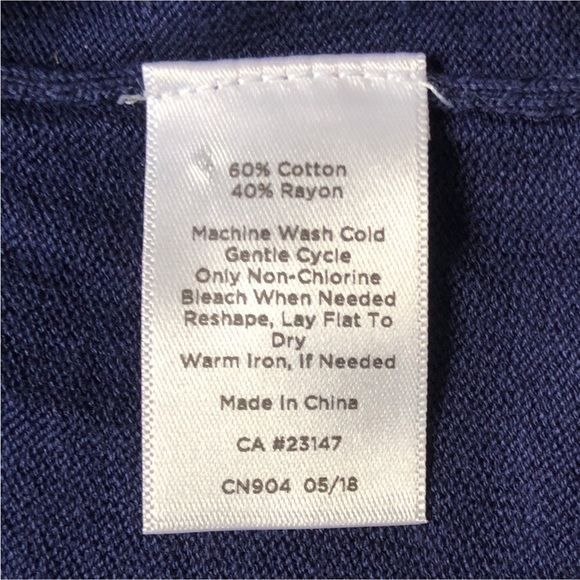 60% Cotton
40% Rayon
Machine Wash Cold
Gentle Cycle
Only Non-Chlorine
Bleach When Needed
Reshape, Lay Flat To
Dry
Warm Iron, If Needed
Made In China
CA #23147
CN904 05/18